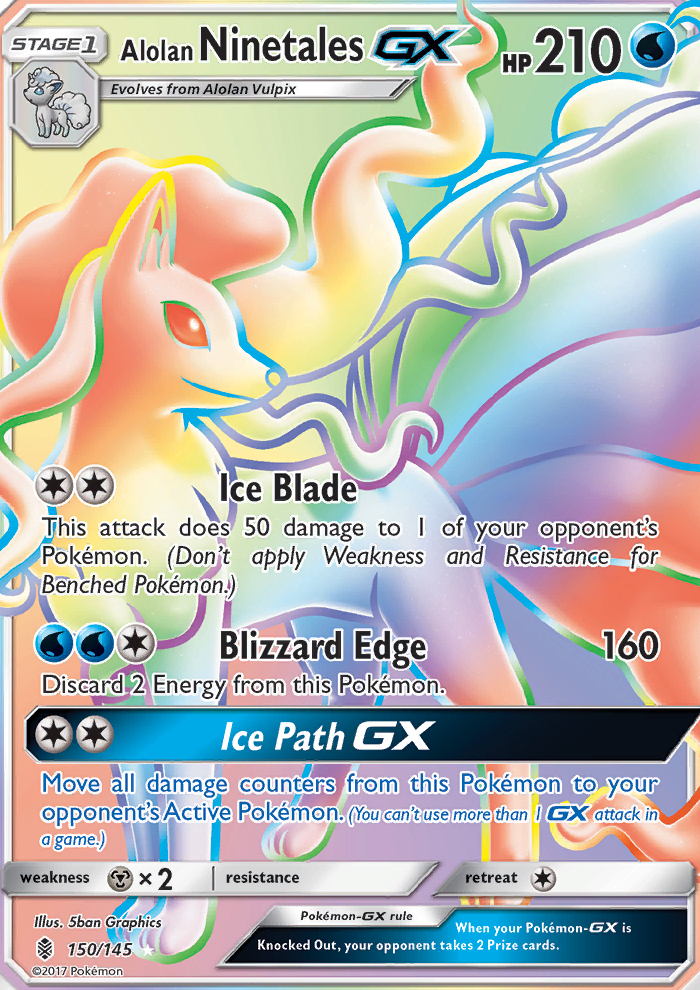 STAGE 1
Alolan Ninetales GX HP 210
Evolves from Alolan Vulpix
Ice Blade
This attack does 50 damage to 1 of your opponent's
Pokémon. (Don't apply Weakness and Resistance for
Benched Pokémon.)
Blizzard Edge 160
Discard 2 Energy from this Pokémon.
Ice Path GX
Move all damage counters from this Pokémon to your
opponent's Active Pokémon. (You can't use more than 1 GX attack in
a game.)
weakness ×2 resistance retreat
Illus. 5ban Graphics
150/145
©2017 Pokémon
Pokémon-GX rule
When your Pokémon-GX is
Knocked Out, your opponent takes 2 Prize cards.